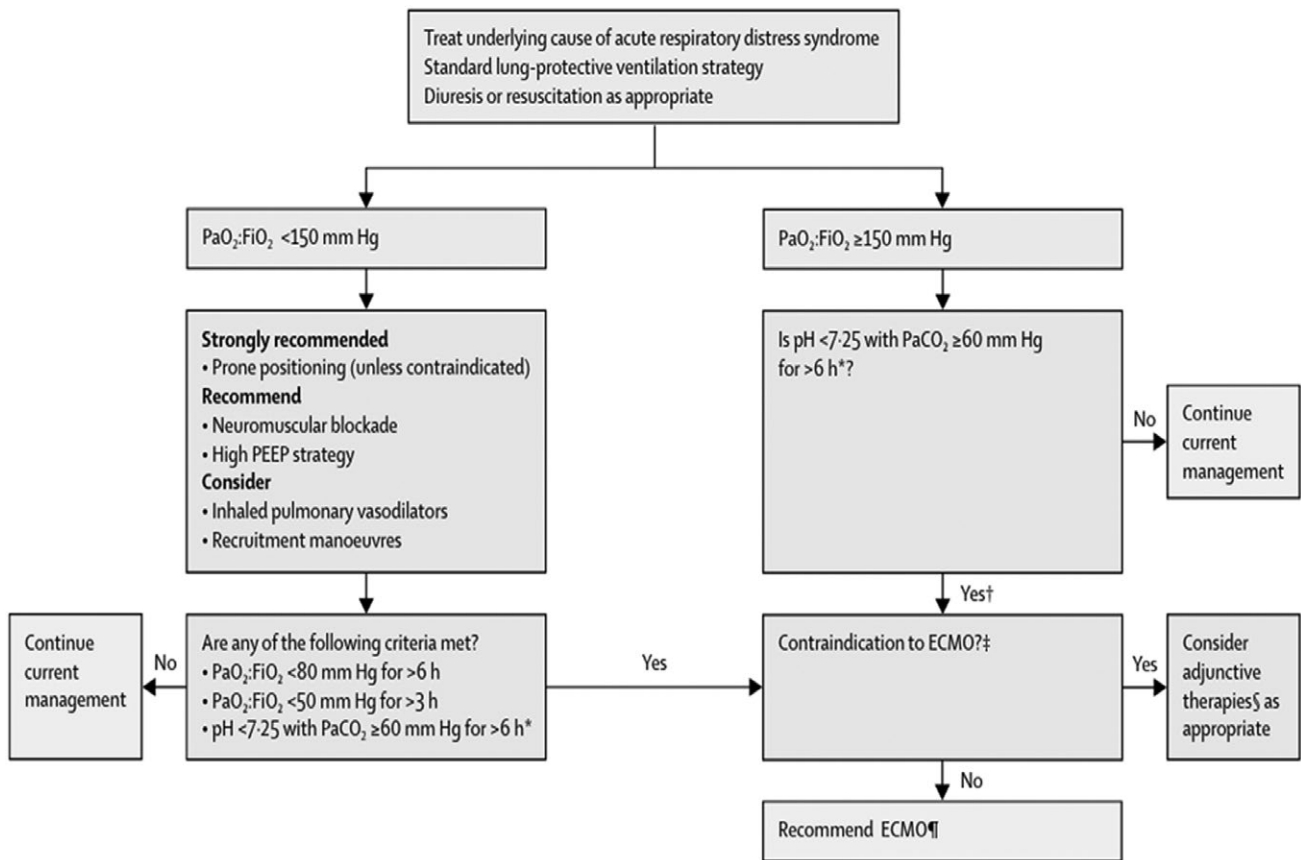 Treat underlying cause of acute respiratory distress syndrome
Standard lung-protective ventilation strategy
Diuresis or resuscitation as appropriate
PaO₂:FiO₂ <150 mm Hg
PaO₂:FiO₂ ≥150 mm Hg
Strongly recommended
• Prone positioning (unless contraindicated)
Recommend
• Neuromuscular blockade
• High PEEP strategy
Consider
• Inhaled pulmonary vasodilators
• Recruitment manoeuvres
Is pH <7·25 with PaCO₂ ≥60 mm Hg
for >6 h*?
No
Continue
current
management
Yes†
Continue
current
management
No
Are any of the following criteria met?
• PaO₂:FiO₂ <80 mm Hg for >6 h
• PaO₂:FiO₂ <50 mm Hg for >3 h
• pH <7·25 with PaCO₂ ≥60 mm Hg for >6 h*
Yes
Contraindication to ECMO?‡
Yes
Consider
adjunctive
therapies§ as
appropriate
No
Recommend ECMO¶